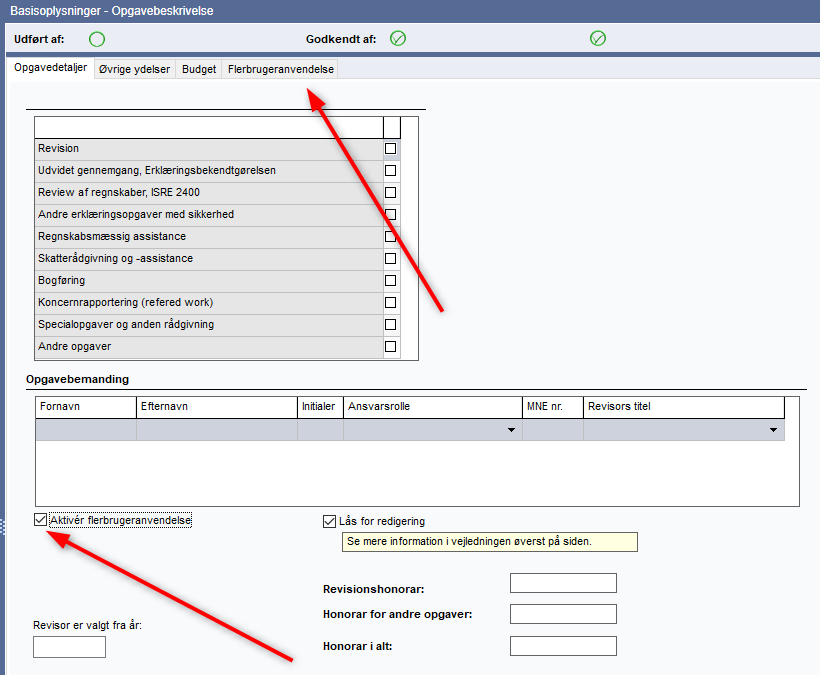 Basisoplysninger - Opgavebeskrivelse
Udført af: Godkendt af:
Opgavedetaljer Øvrige ydelser Budget Flerbrugeranvendelse
Revision
Udvidet gennemgang, Erklæringsbekendtgørelsen
Review af regnskaber, ISRE 2400
Andre erklæringsopgaver med sikkerhed
Regnskabsmæssig assistance
Skatterådgivning og -assistance
Bogføring
Koncernrapportering (refered work)
Specialopgaver og anden rådgivning
Andre opgaver
Opgavebemanding
Fornavn Efternavn Initialer Ansvarsrolle MNE nr. Revisors titel
Aktivér flerbrugeranvendelse Lås for redigering
Se mere information i vejledningen øverst på siden.
Revisionshonorar:
Honorar for andre opgaver:
Revisor er valgt fra år:
Honorar i alt: